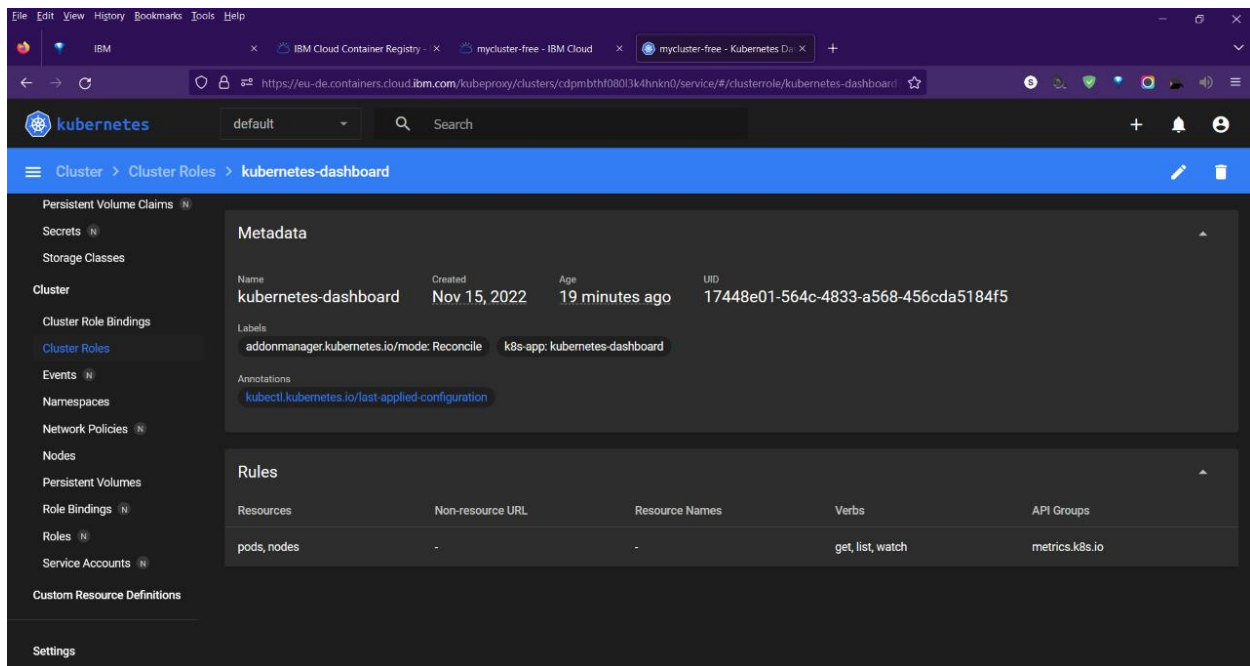 File Edit View History Bookmarks Tools Help
IBM × IBM Cloud Container Registry - × mycluster-free - IBM Cloud × mycluster-free - Kubernetes Da × +
https://eu-de.containers.cloud.ibm.com/kubeproxy/clusters/cdpmbthf080l3k4hnkn0/service/#/clusterrole/kubernetes-dashboard
kubernetes default Search
Cluster > Cluster Roles > kubernetes-dashboard
Persistent Volume Claims N
Secrets N
Storage Classes
Cluster
Cluster Role Bindings
Cluster Roles
Events N
Namespaces
Network Policies N
Nodes
Persistent Volumes
Role Bindings N
Roles N
Service Accounts N
Custom Resource Definitions
Settings
Metadata
Name Created Age UID
kubernetes-dashboard Nov 15, 2022 19 minutes ago 17448e01-564c-4833-a568-456cda5184f5
Labels
addonmanager.kubernetes.io/mode: Reconcile k8s-app: kubernetes-dashboard
Annotations
kubectl.kubernetes.io/last-applied-configuration
Rules
Resources Non-resource URL Resource Names Verbs API Groups
pods, nodes - - get, list, watch metrics.k8s.io